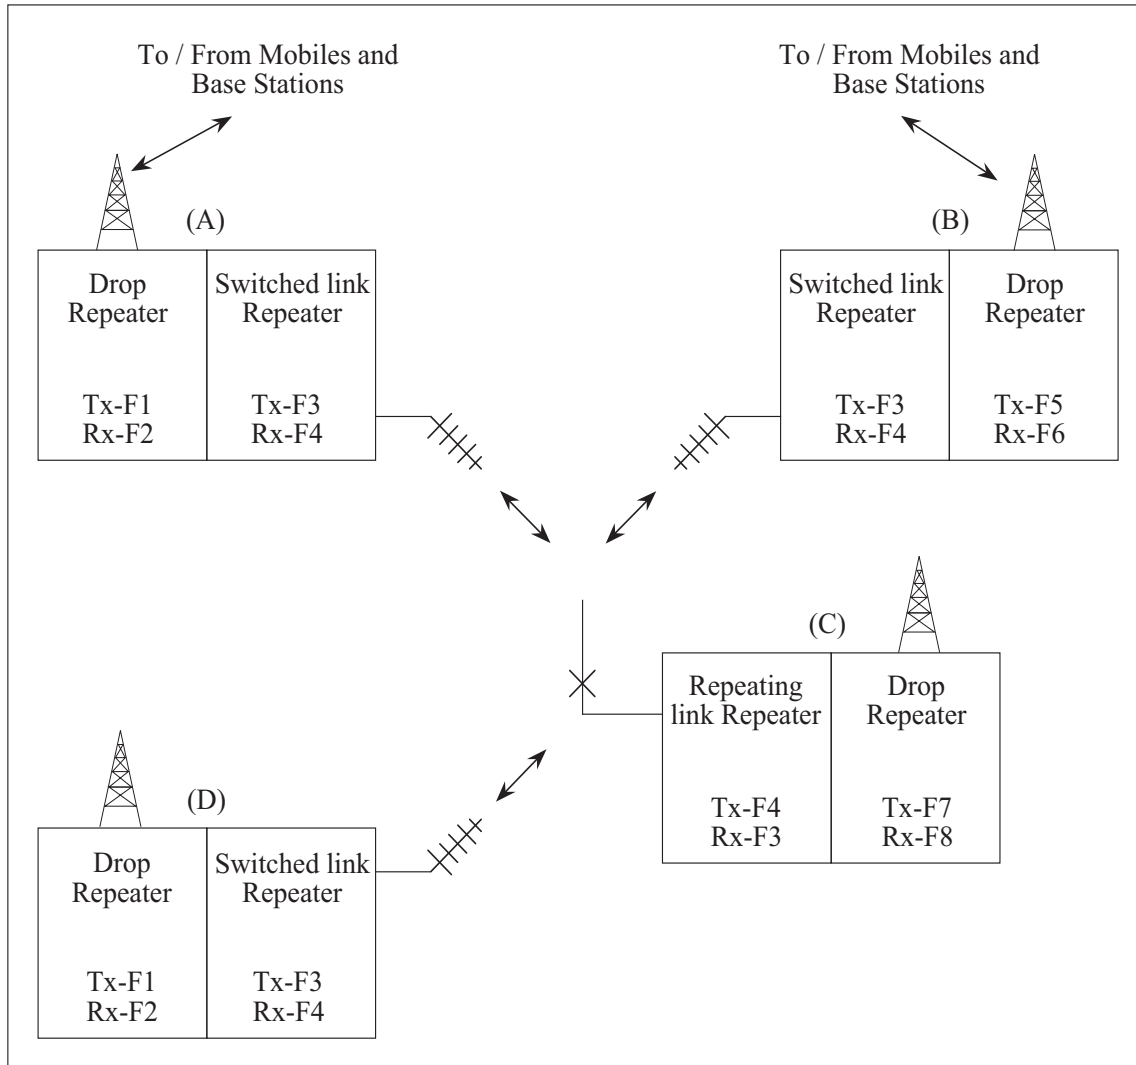 To / From Mobiles and
Base Stations
To / From Mobiles and
Base Stations
(A)
Drop
Repeater
Tx-F1
Rx-F2
Switched link
Repeater
Tx-F3
Rx-F4
(B)
Switched link
Repeater
Tx-F3
Rx-F4
Drop
Repeater
Tx-F5
Rx-F6
(C)
Repeating
link Repeater
Tx-F4
Rx-F3
Drop
Repeater
Tx-F7
Rx-F8
(D)
Drop
Repeater
Tx-F1
Rx-F2
Switched link
Repeater
Tx-F3
Rx-F4